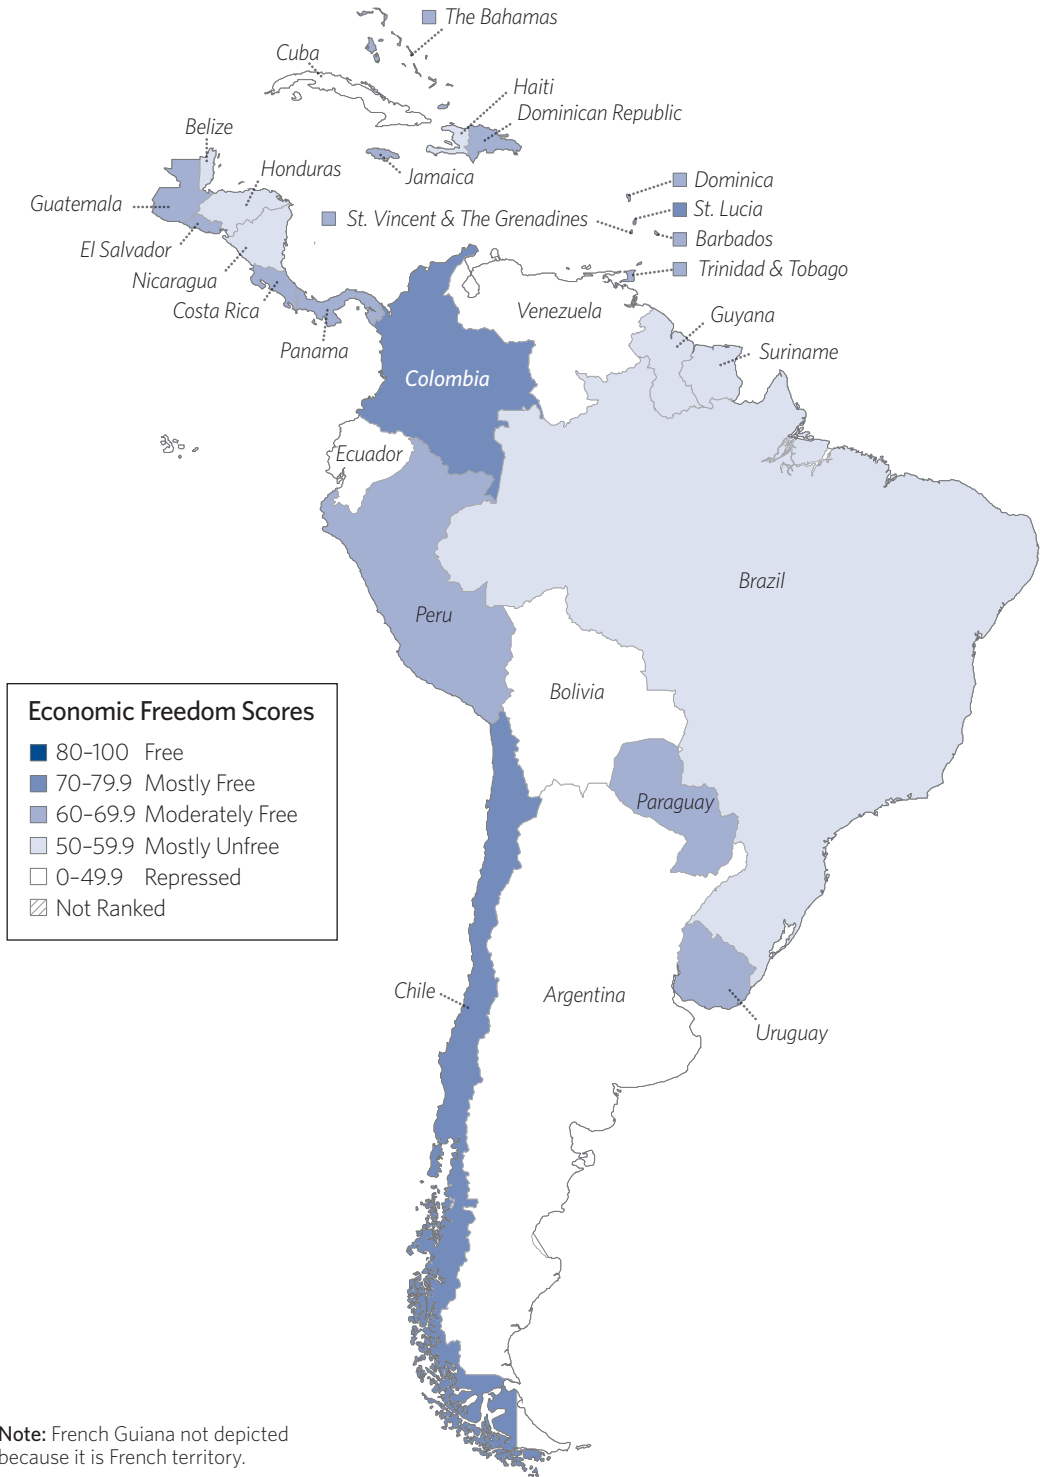 The Bahamas
Cuba
Haiti
Dominican Republic
Belize
Honduras
Jamaica
Guatemala
Dominica
St. Vincent & The Grenadines
St. Lucia
El Salvador
Barbados
Nicaragua
Trinidad & Tobago
Costa Rica
Venezuela
Guyana
Panama
Suriname
Colombia
Ecuador
Brazil
Peru
Bolivia
Economic Freedom Scores
80–100 Free
70–79.9 Mostly Free
60–69.9 Moderately Free
50–59.9 Mostly Unfree
0–49.9 Repressed
Not Ranked
Paraguay
Chile
Argentina
Uruguay
Note: French Guiana not depicted
because it is French territory.